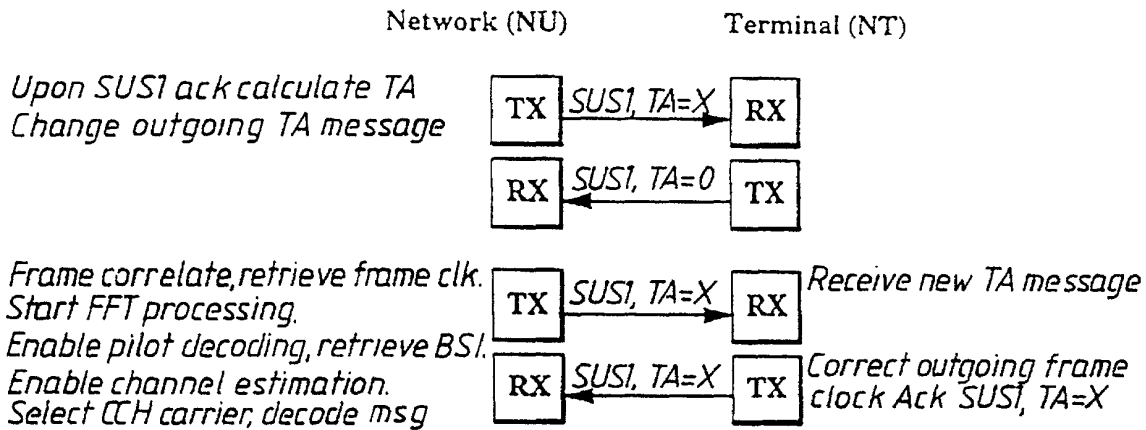 Network (NU) Terminal (NT)
Upon SUS1 ack calculate TA
Change outgoing TA message
TX SUS1, TA=X RX
RX SUS1, TA=0 TX
Frame correlate, retrieve frame clk.
Start FFT processing.
Enable pilot decoding, retrieve BSI.
Enable channel estimation.
Select CCH carrier, decode msg
TX SUS1, TA=X RX
Receive new TA message
RX SUS1, TA=X TX
Correct outgoing frame
clock Ack SUS1, TA=X